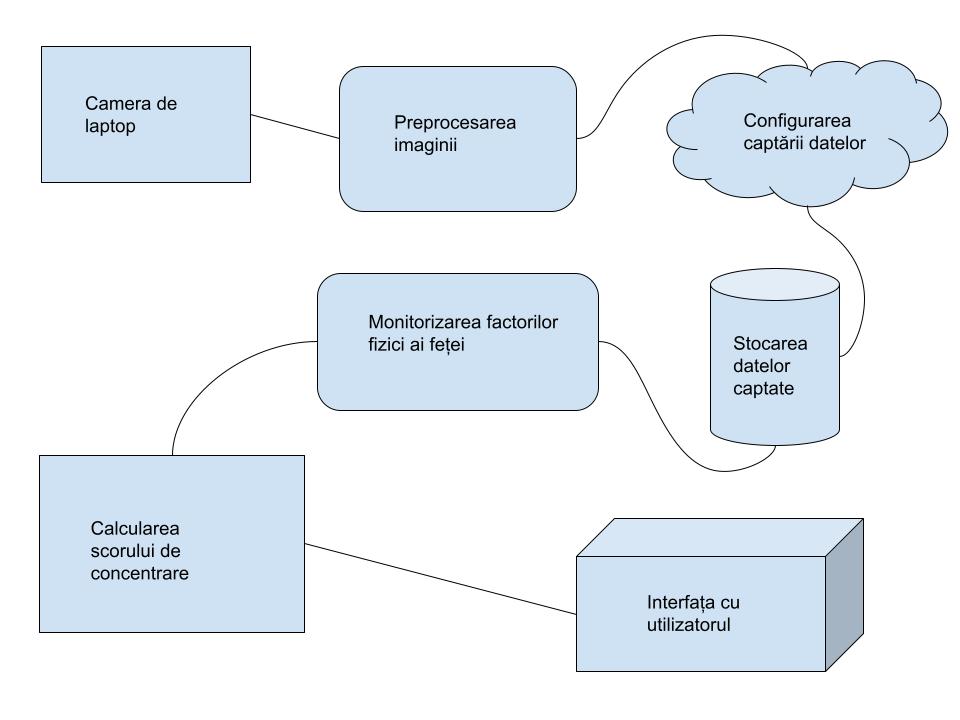 Camera de
laptop
Preprocesarea
imaginii
Configurarea
captării datelor
Monitorizarea factorilor
fizici ai feței
Stocarea
datelor
captate
Calcularea
scorului de
concentrare
Interfața cu
utilizatorul